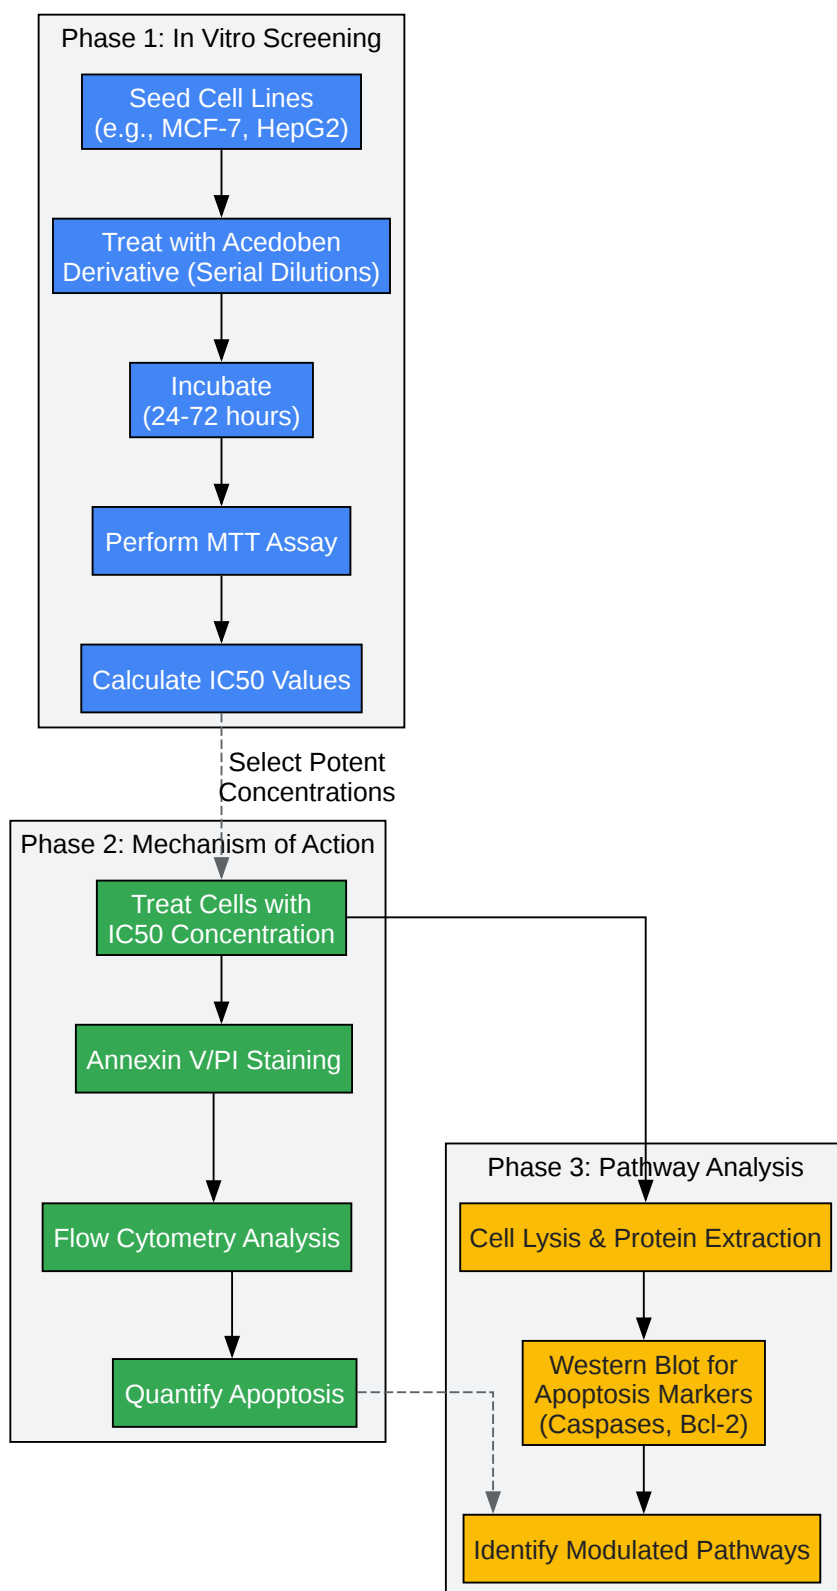 Phase 1: In Vitro Screening
Seed Cell Lines
(e.g., MCF-7, HepG2)
Treat with Acedoben
Derivative (Serial Dilutions)
Incubate
(24-72 hours)
Perform MTT Assay
Calculate IC50 Values
Select Potent
Concentrations
Phase 2: Mechanism of Action
Treat Cells with
IC50 Concentration
Annexin V/PI Staining
Flow Cytometry Analysis
Quantify Apoptosis
Phase 3: Pathway Analysis
Cell Lysis & Protein Extraction
Western Blot for
Apoptosis Markers
(Caspases, Bcl-2)
Identify Modulated Pathways